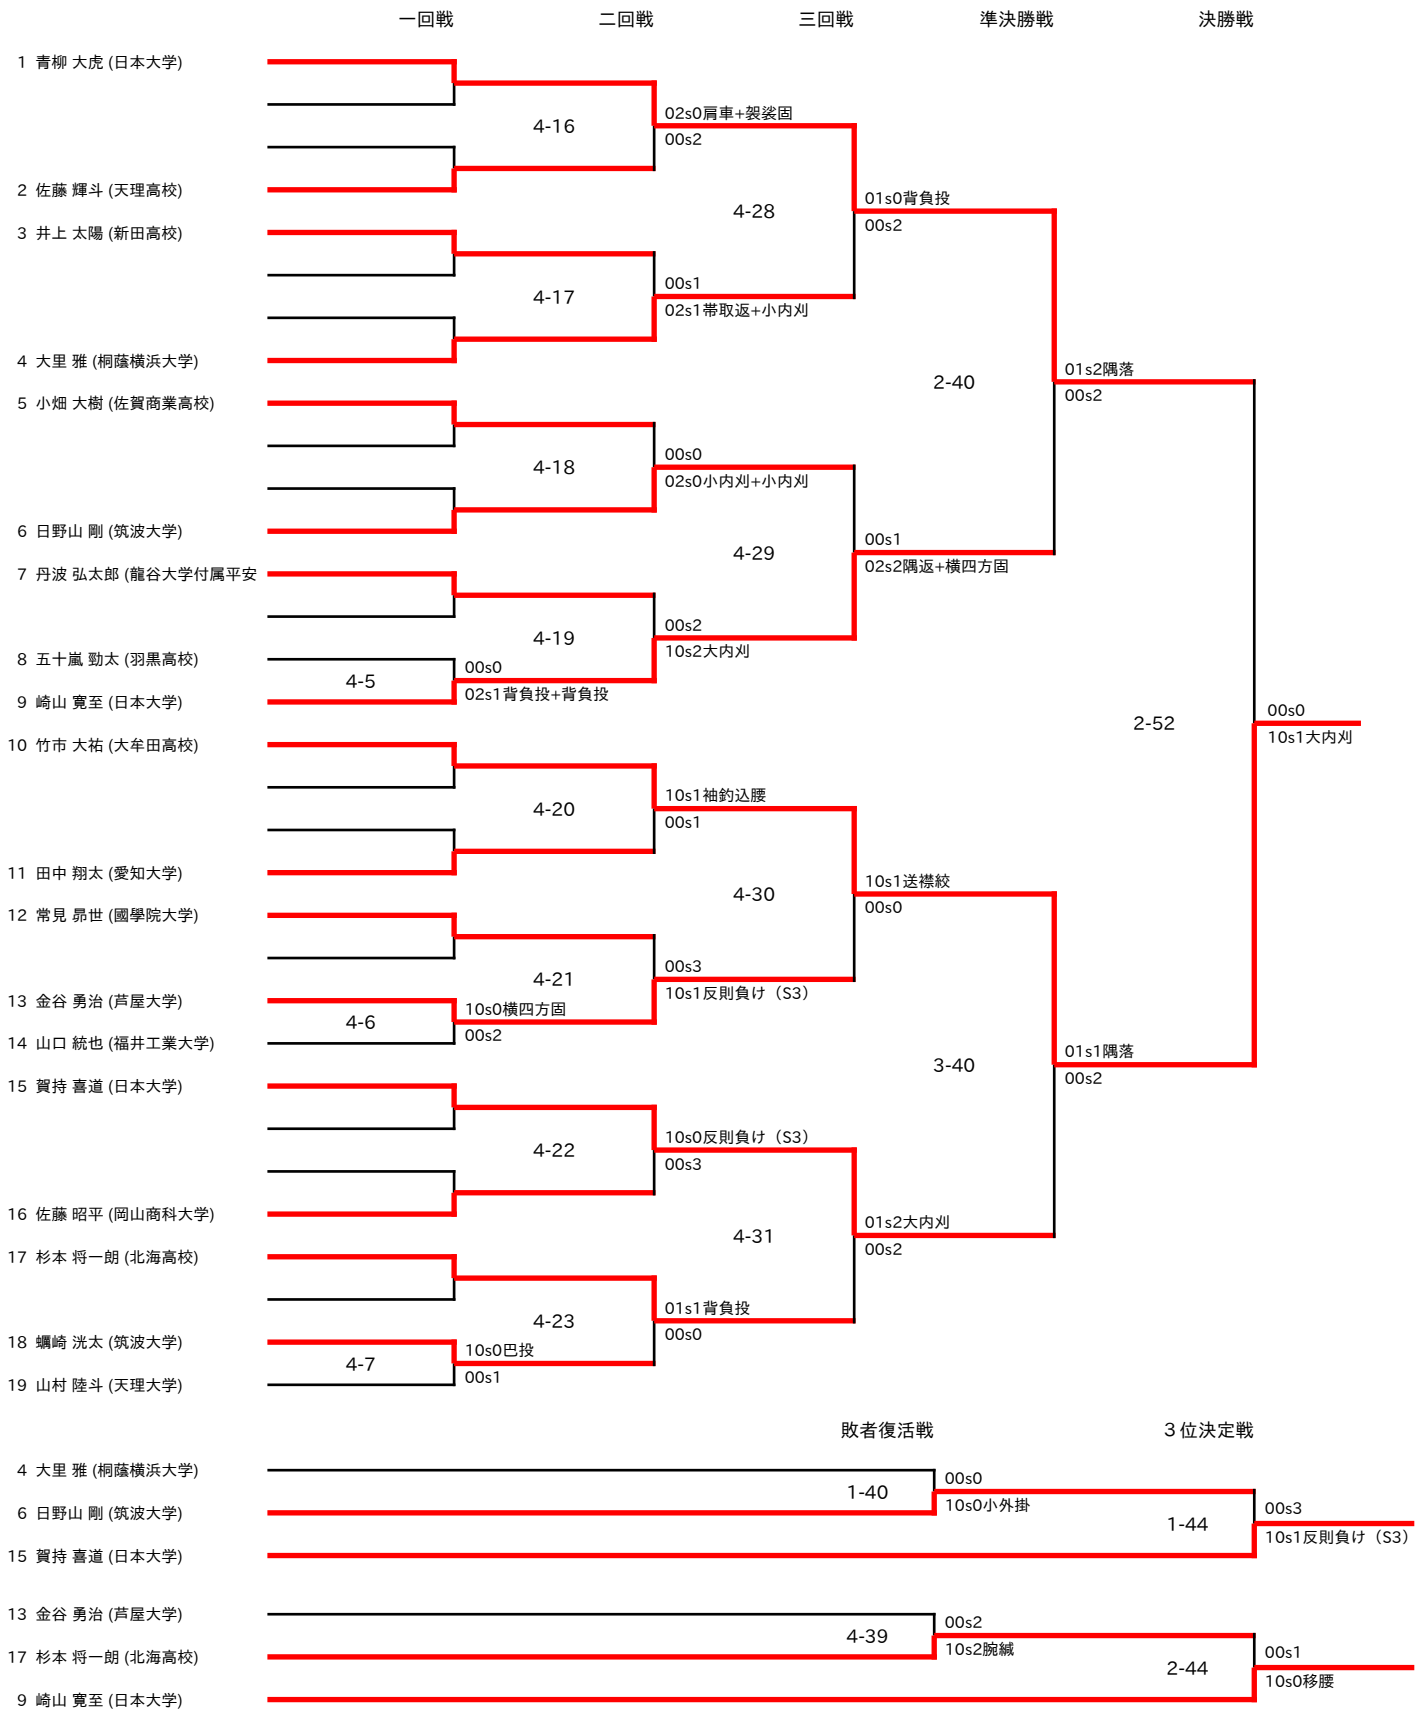 一回戦 二回戦 三回戦 準決勝戦 決勝戦
1 青柳 大虎 (日本大学)
02s0肩車+袈裟固
4-16
00s2
2 佐藤 輝斗 (天理高校)
01s0背負投
4-28
00s2
3 井上 太陽 (新田高校)
00s1
4-17
02s1帯取返+小内刈
4 大里 雅 (桐蔭横浜大学)
01s2隅落
2-40
00s2
5 小畑 大樹 (佐賀商業高校)
00s0
4-18
02s0小内刈+小内刈
6 日野山 剛 (筑波大学)
00s1
4-29
02s2隅返+横四方固
7 丹波 弘太郎 (龍谷大学付属平安
00s2
4-19
10s2大内刈
8 五十嵐 勁太 (羽黒高校)
00s0
4-5
02s1背負投+背負投
9 崎山 寛至 (日本大学)
00s0
2-52
10s1大内刈
10 竹市 大祐 (大牟田高校)
10s1袖釣込腰
4-20
00s1
11 田中 翔太 (愛知大学)
10s1送襟絞
4-30
00s0
12 常見 昴世 (國學院大学)
00s3
4-21
10s1反則負け（S3）
13 金谷 勇治 (芦屋大学)
10s0横四方固
4-6
00s2
14 山口 統也 (福井工業大学)
01s1隅落
3-40
00s2
15 賀持 喜道 (日本大学)
10s0反則負け（S3）
4-22
00s3
16 佐藤 昭平 (岡山商科大学)
01s2大内刈
4-31
00s2
17 杉本 将一朗 (北海高校)
01s1背負投
4-23
00s0
18 蠣崎 洸太 (筑波大学)
10s0巴投
4-7
00s1
19 山村 陸斗 (天理大学)
敗者復活戦 ３位決定戦
4 大里 雅 (桐蔭横浜大学)
00s0
1-40
10s0小外掛
6 日野山 剛 (筑波大学)
00s3
1-44
10s1反則負け（S3）
15 賀持 喜道 (日本大学)
13 金谷 勇治 (芦屋大学)
00s2
4-39
10s2腕緘
17 杉本 将一朗 (北海高校)
00s1
2-44
10s0移腰
9 崎山 寛至 (日本大学)